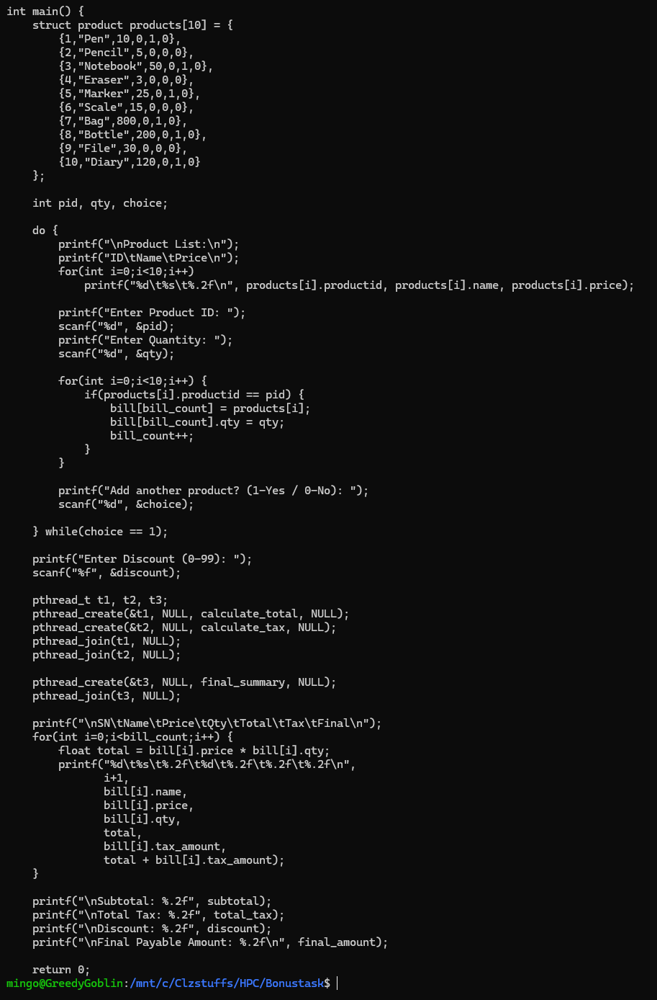 int main() {
    struct product products[10] = {
        {1,"Pen",10,0,1,0},
        {2,"Pencil",5,0,0,0},
        {3,"Notebook",50,0,1,0},
        {4,"Eraser",3,0,0,0},
        {5,"Marker",25,0,1,0},
        {6,"Scale",15,0,0,0},
        {7,"Bag",800,0,1,0},
        {8,"Bottle",200,0,1,0},
        {9,"File",30,0,0,0},
        {10,"Diary",120,0,1,0}
    };

    int pid, qty, choice;

    do {
        printf("\nProduct List:\n");
        printf("ID\tName\tPrice\n");
        for(int i=0;i<10;i++)
            printf("%d\t%s\t%.2f\n", products[i].productid, products[i].name, products[i].price);

        printf("Enter Product ID: ");
        scanf("%d", &pid);
        printf("Enter Quantity: ");
        scanf("%d", &qty);

        for(int i=0;i<10;i++) {
            if(products[i].productid == pid) {
                bill[bill_count] = products[i];
                bill[bill_count].qty = qty;
                bill_count++;
            }
        }

        printf("Add another product? (1-Yes / 0-No): ");
        scanf("%d", &choice);

    } while(choice == 1);

    printf("Enter Discount (0-99): ");
    scanf("%f", &discount);

    pthread_t t1, t2, t3;
    pthread_create(&t1, NULL, calculate_total, NULL);
    pthread_create(&t2, NULL, calculate_tax, NULL);
    pthread_join(t1, NULL);
    pthread_join(t2, NULL);

    pthread_create(&t3, NULL, final_summary, NULL);
    pthread_join(t3, NULL);

    printf("\nSN\tName\tPrice\tQty\tTotal\tTax\tFinal\n");
    for(int i=0;i<bill_count;i++) {
        float total = bill[i].price * bill[i].qty;
        printf("%d\t%s\t%.2f\t%d\t%.2f\t%.2f\t%.2f\n",
               i+1,
               bill[i].name,
               bill[i].price,
               bill[i].qty,
               total,
               bill[i].tax_amount,
               total + bill[i].tax_amount);
    }

    printf("\nSubtotal: %.2f", subtotal);
    printf("\nTotal Tax: %.2f", total_tax);
    printf("\nDiscount: %.2f", discount);
    printf("\nFinal Payable Amount: %.2f\n", final_amount);

    return 0;
mingo@GreedyGoblin:/mnt/c/Clzstuffs/HPC/Bonustask$